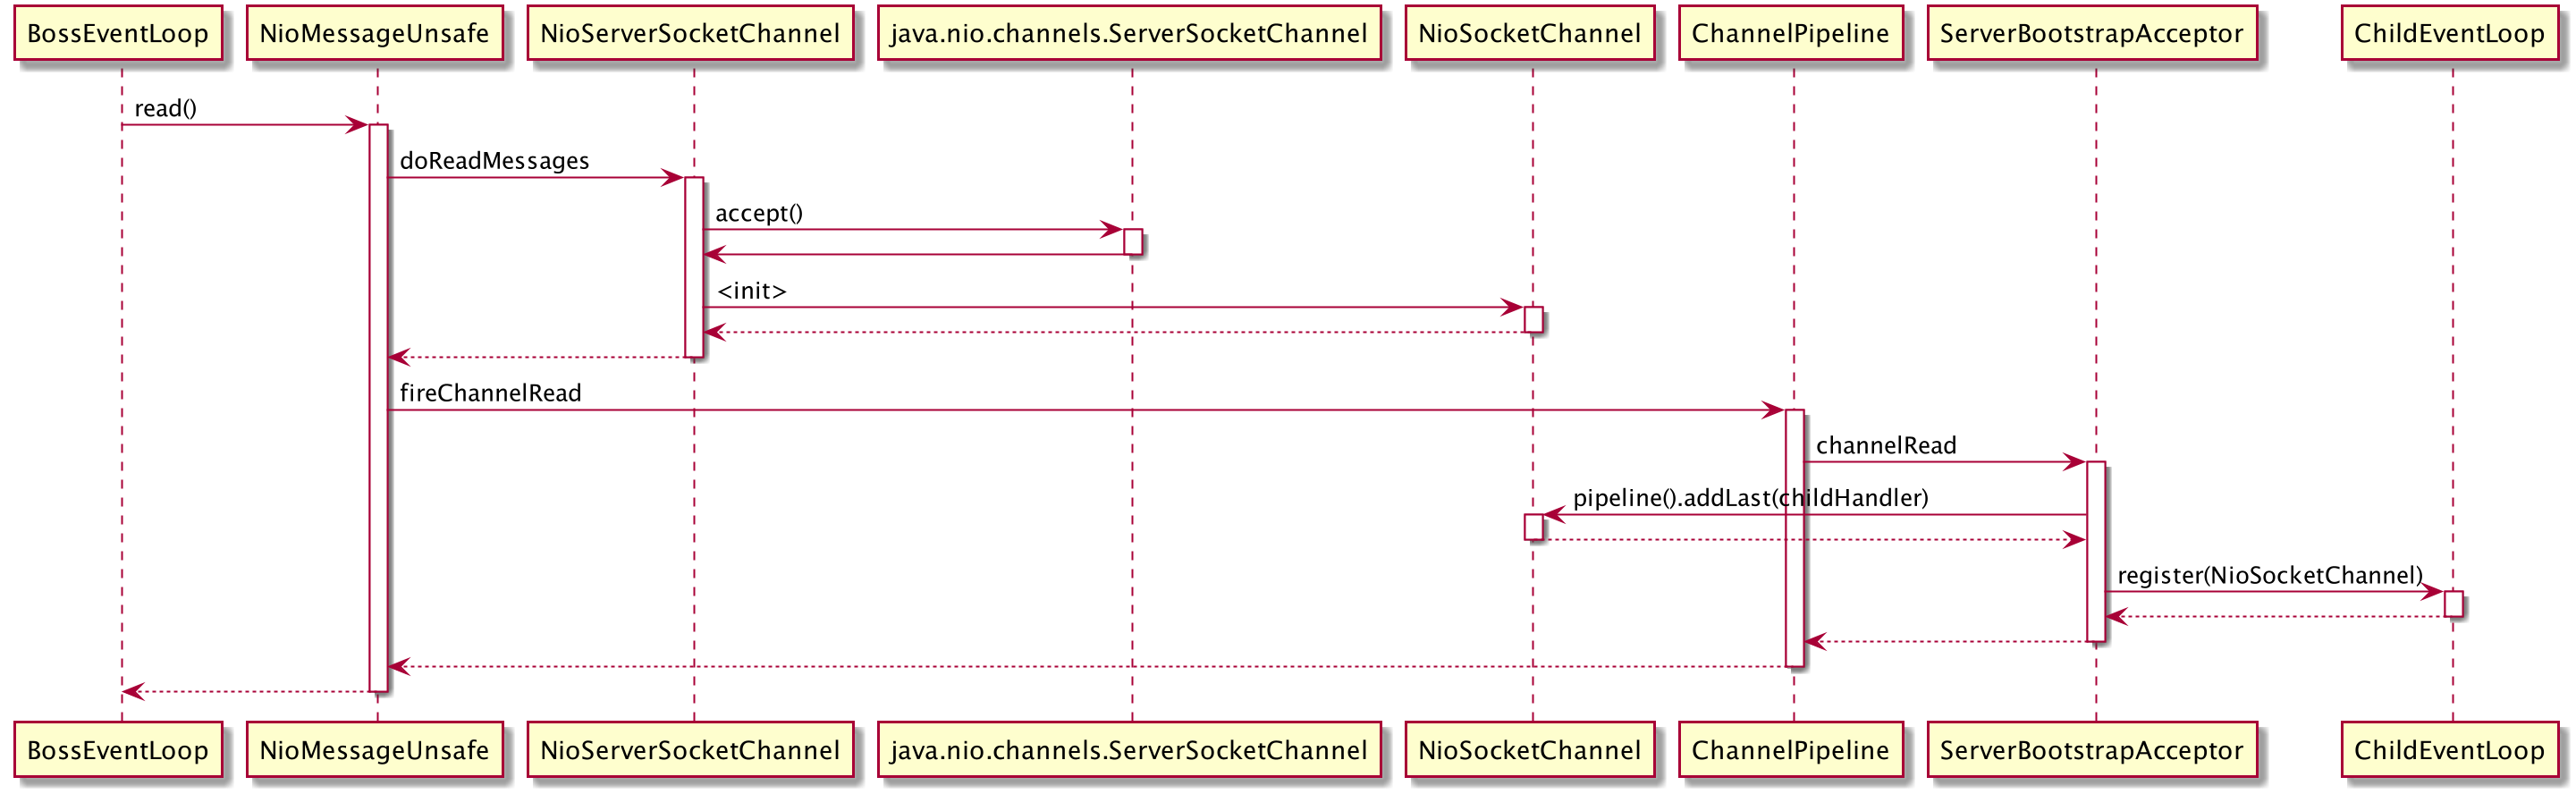 BossEventLoop
NioMessageUnsafe
NioServerSocketChannel
java.nio.channels.ServerSocketChannel
NioSocketChannel
ChannelPipeline
ServerBootstrapAcceptor
ChildEventLoop
read()
doReadMessages
accept()
<init>
fireChannelRead
channelRead
pipeline().addLast(childHandler)
register(NioSocketChannel)
BossEventLoop
NioMessageUnsafe
NioServerSocketChannel
java.nio.channels.ServerSocketChannel
NioSocketChannel
ChannelPipeline
ServerBootstrapAcceptor
ChildEventLoop